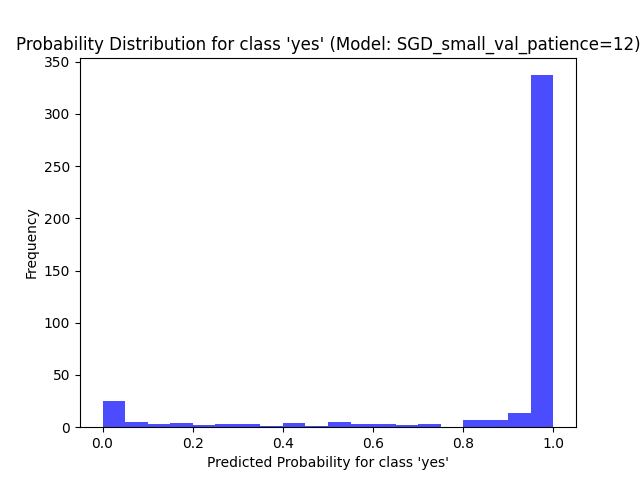 Probability Distribution for class 'yes' (Model: SGD_small_val_patience=12)
350
300
250
200
150
100
50
0
Frequency
0.0 0.2 0.4 0.6 0.8 1.0
Predicted Probability for class 'yes'